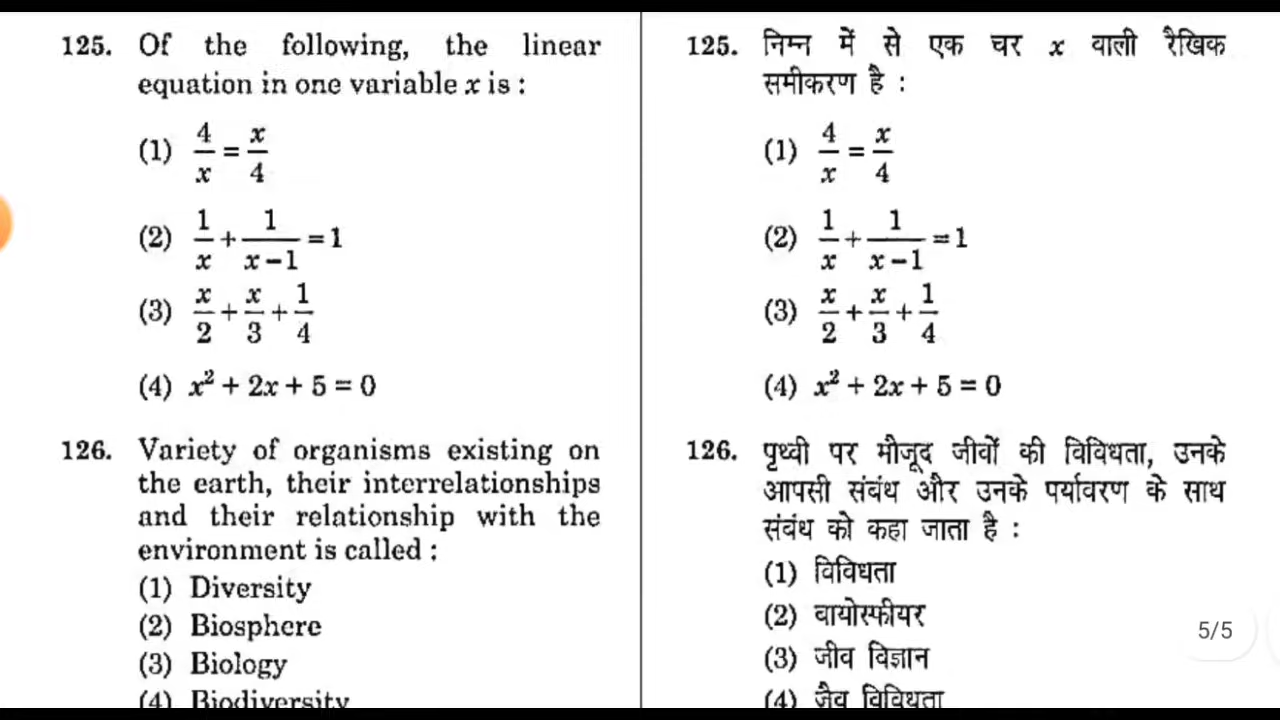 125. Of the following, the linear
equation in one variable x is :
(1) 4/x = x/4
(2) 1/x + 1/(x−1) = 1
(3) x/2 + x/3 + 1/4
(4) x² + 2x + 5 = 0
126. Variety of organisms existing on
the earth, their interrelationships
and their relationship with the
environment is called :
(1) Diversity
(2) Biosphere
(3) Biology
(4) Biodiversity
125. निम्न में से एक चर x वाली रैखिक
समीकरण है :
(1) 4/x = x/4
(2) 1/x + 1/(x−1) = 1
(3) x/2 + x/3 + 1/4
(4) x² + 2x + 5 = 0
126. पृथ्वी पर मौजूद जीवों की विविधता, उनके
आपसी संबंध और उनके पर्यावरण के साथ
संबंध को कहा जाता है :
(1) विविधता
(2) वायोस्फीयर
(3) जीव विज्ञान
(4) जैव विविधता
5/5